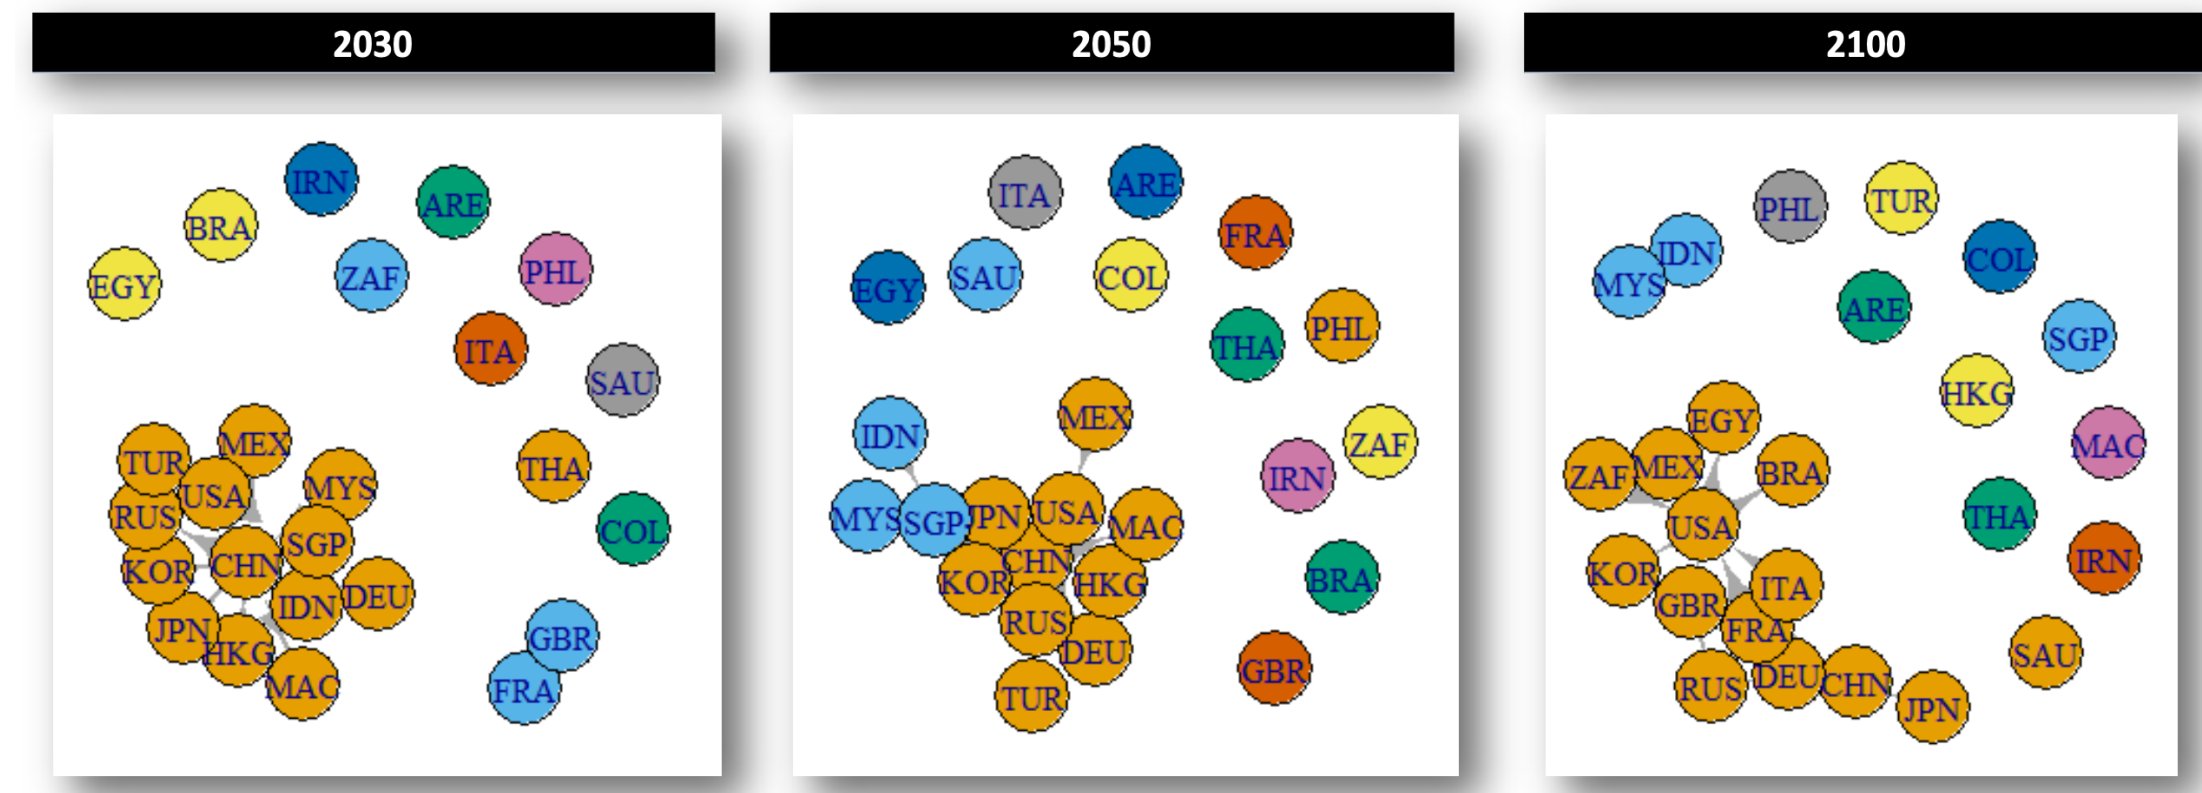 2030
2050
2100
IRN
ARE
BRA
ZAF
PHL
EGY
ITA
SAU
MEX
TUR
THA
USA
MYS
RUS
COL
SGP
KOR
CHN
IDN
DEU
JPN
HKG
GBR
MAC
FRA
ITA
ARE
FRA
EGY
SAU
COL
PHL
THA
MEX
IDN
ZAF
IRN
MYS
SGP
JPN
USA
MAC
CHN
KOR
HKG
BRA
RUS
DEU
GBR
TUR
PHL
TUR
IDN
COL
MYS
ARE
SGP
HKG
EGY
MAC
ZAF
MEX
BRA
USA
THA
IRN
KOR
ITA
GBR
FRA
SAU
RUS
DEU
CHN
JPN